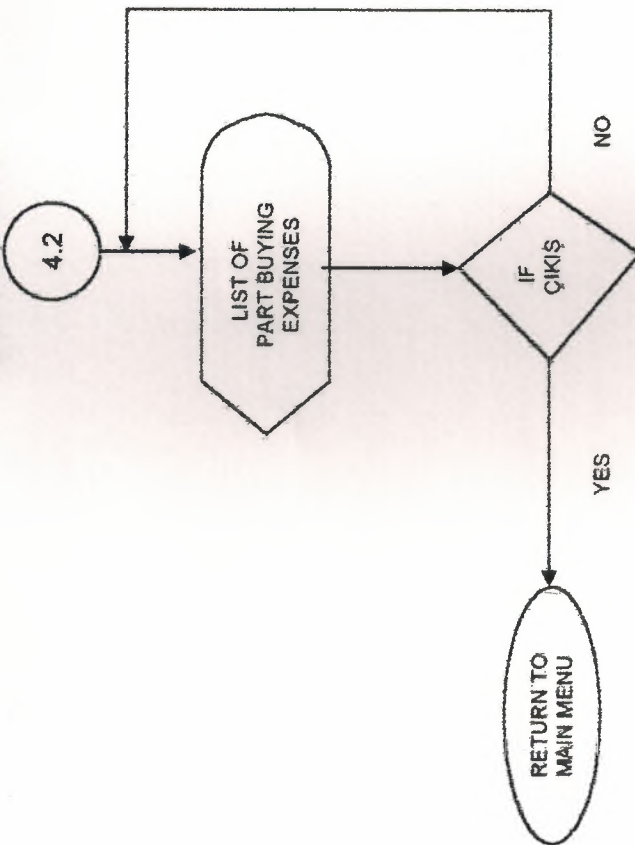 4.2
LIST OF
PART BUYING
EXPENSES
IF
ÇIKIŞ
NO
YES
RETURN TO
MAIN MENU